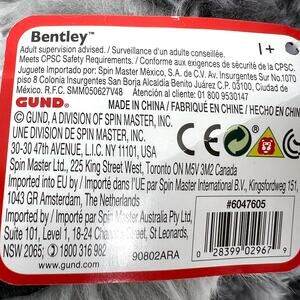 Bentley™
1+
Adult supervision advised. / Surveillance d'un adulte conseillée.
Meets CPSC Safety Requirements. / Conforme aux exigences de sécurité de la CPSC.
Juguete Importado por: Spin Master México, S.A. de C.V. Av. Insurgentes Sur No.1070
piso 8 Colonia Insurgentes San Borja Alcaldía Benito Juárez C.P. 03100, Ciudad de
México. R.F.C. SMM050627V48 Atención al cliente: 01 800 9530147
GUND® MADE IN CHINA / FABRIQUÉ EN CHINE / HECHO EN CHINA
© GUND, A DIVISION OF SPIN MASTER, INC.
UNE DIVISION DE SPIN MASTER, INC.
30-30 47th AVENUE, L.I.C. NY 11101, USA
Spin Master Ltd., 225 King Street West, Toronto ON M5V 3M2 Canada
Imported into EU by / Importé dans l'UE par Spin Master International B.V., Kingsfordweg 151,
1043 GR Amsterdam, The Netherlands
Imported by Spin Master Australia Pty Ltd,
Suite 101, Level 1, 18-24 Chandos Street, St Leonards,
NSW 2065; 1800 316 982
www.gund.com
90802ARA
#6047605
0 28399 02967 9